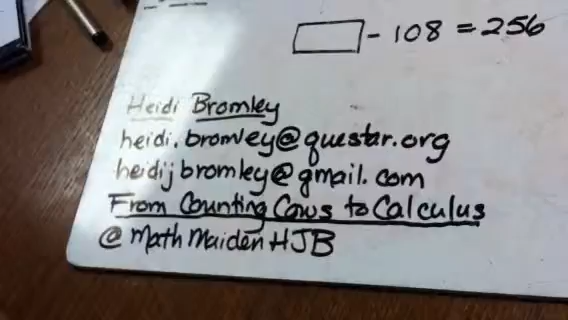 - 108 = 256
Heidi Bromley
heidi.bromley@questar.org
heidijbromley@gmail.com
From Counting Cows to Calculus
@MathMaidenHJB